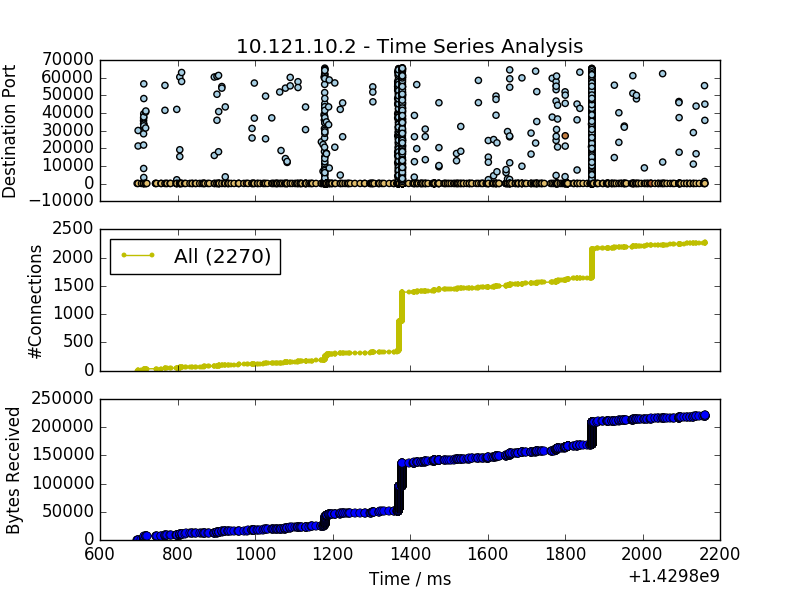 10.121.10.2 - Time Series Analysis
70000
60000
50000
40000
30000
20000
10000
0
−10000
Destination Port
2500
2000
1500
1000
500
0
#Connections
All (2270)
250000
200000
150000
100000
50000
0
Bytes Received
600 800 1000 1200 1400 1600 1800 2000 2200
Time / ms
+1.4298e9